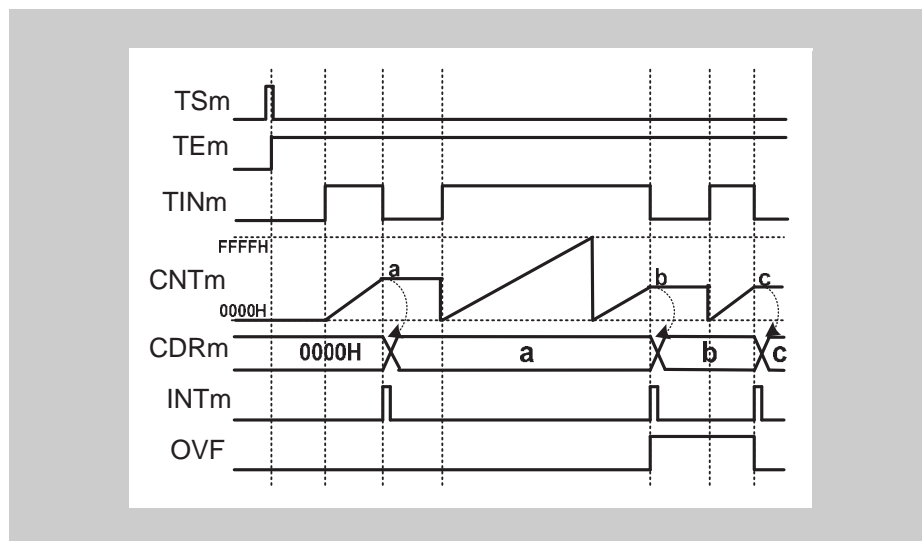 TSm
TEm
TINm
FFFFH
CNTm
a
b
c
0000H
CDRm
0000H
a
b
c
INTm
OVF